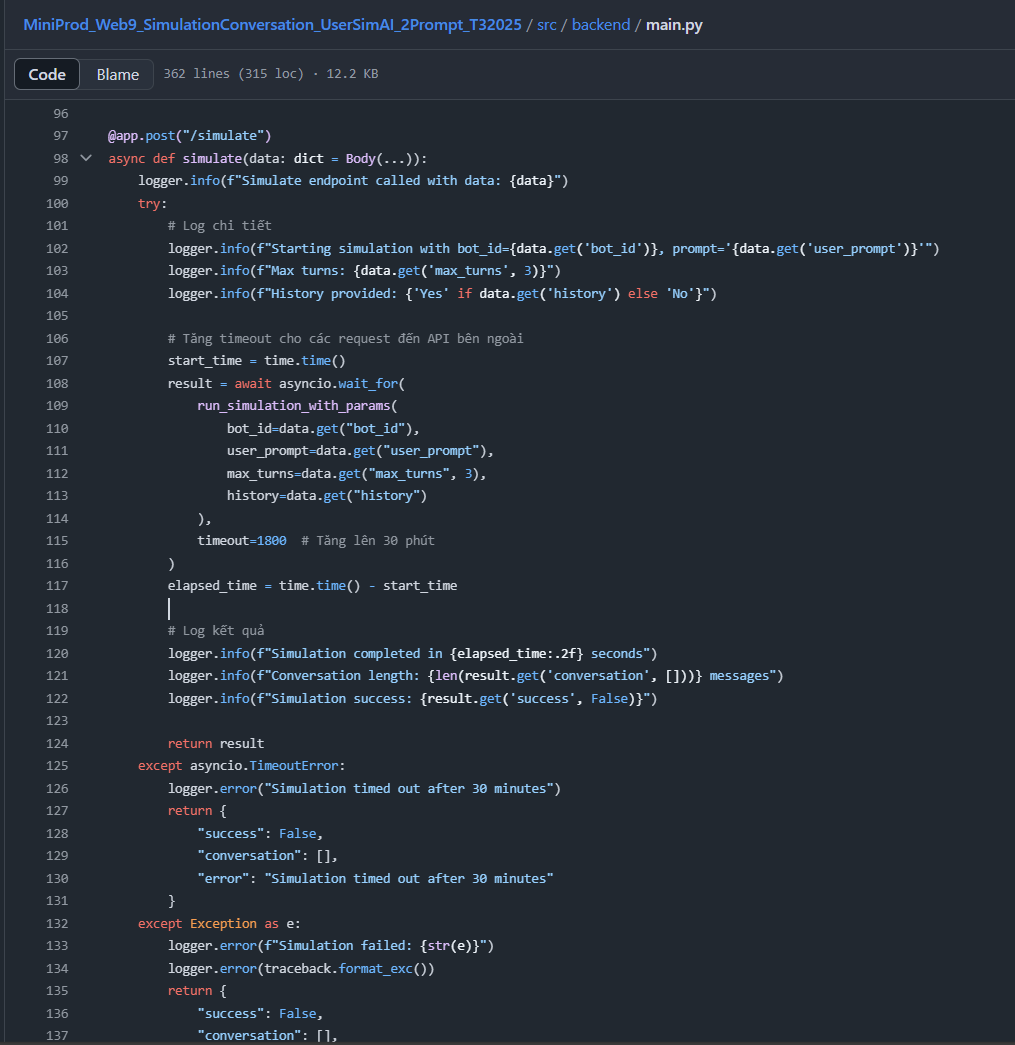 MiniProd_Web9_SimulationConversation_UserSimAI_2Prompt_T32025 / src / backend / main.py
Code Blame 362 lines (315 loc) · 12.2 KB
96
97 @app.post("/simulate")
98 async def simulate(data: dict = Body(...)):
99     logger.info(f"Simulate endpoint called with data: {data}")
100     try:
101         # Log chi tiết
102         logger.info(f"Starting simulation with bot_id={data.get('bot_id')}, prompt='{data.get('user_prompt')}'")
103         logger.info(f"Max turns: {data.get('max_turns', 3)}")
104         logger.info(f"History provided: {'Yes' if data.get('history') else 'No'}")
105
106         # Tăng timeout cho các request đến API bên ngoài
107         start_time = time.time()
108         result = await asyncio.wait_for(
109             run_simulation_with_params(
110                 bot_id=data.get("bot_id"),
111                 user_prompt=data.get("user_prompt"),
112                 max_turns=data.get("max_turns", 3),
113                 history=data.get("history")
114             ),
115             timeout=1800  # Tăng lên 30 phút
116         )
117         elapsed_time = time.time() - start_time
118
119         # Log kết quả
120         logger.info(f"Simulation completed in {elapsed_time:.2f} seconds")
121         logger.info(f"Conversation length: {len(result.get('conversation', []))} messages")
122         logger.info(f"Simulation success: {result.get('success', False)}")
123
124         return result
125     except asyncio.TimeoutError:
126         logger.error("Simulation timed out after 30 minutes")
127         return {
128             "success": False,
129             "conversation": [],
130             "error": "Simulation timed out after 30 minutes"
131         }
132     except Exception as e:
133         logger.error(f"Simulation failed: {str(e)}")
134         logger.error(traceback.format_exc())
135         return {
136             "success": False,
137             "conversation": [],